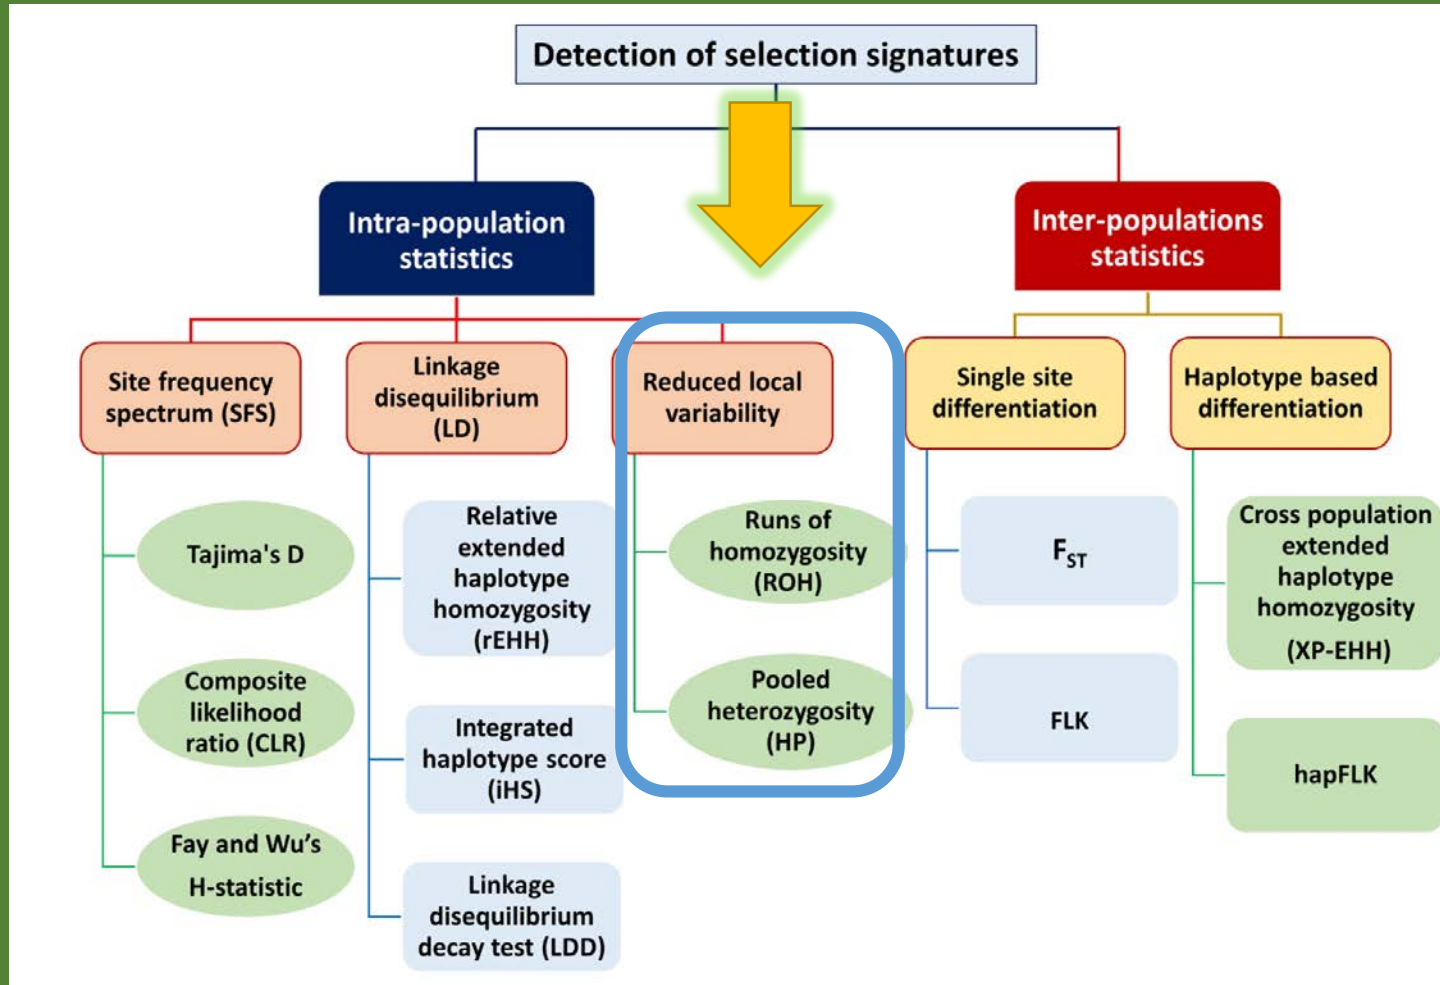 Detection of selection signatures
Intra-population
statistics
Inter-populations
statistics
Site frequency
spectrum (SFS)
Linkage
disequilibrium
(LD)
Reduced local
variability
Single site
differentiation
Haplotype based
differentiation
Tajima's D
Composite
likelihood
ratio (CLR)
Fay and Wu’s
H-statistic
Relative
extended
haplotype
homozygosity
(rEHH)
Integrated
haplotype score
(iHS)
Linkage
disequilibrium
decay test (LDD)
Runs of
homozygosity
(ROH)
Pooled
heterozygosity
(HP)
FST
FLK
Cross population
extended
haplotype
homozygosity
(XP-EHH)
hapFLK